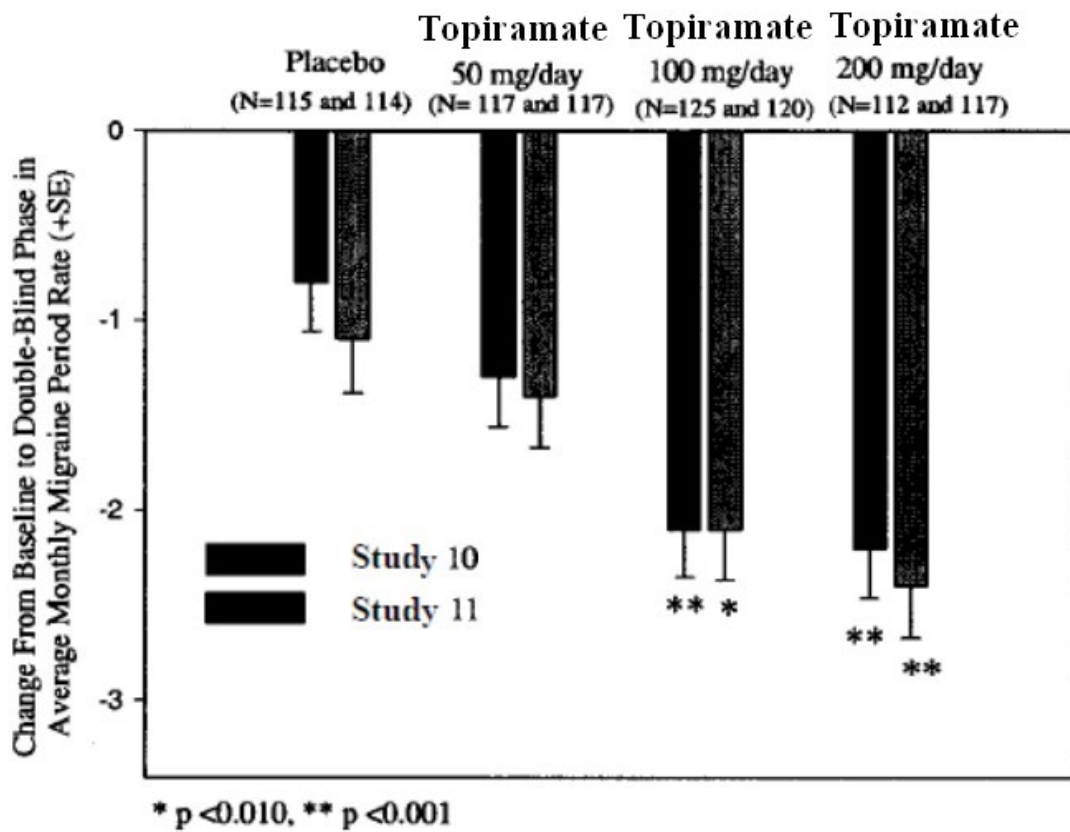 Topiramate Topiramate Topiramate
Placebo 50 mg/day 100 mg/day 200 mg/day
(N=115 and 114) (N= 117 and 117) (N=125 and 120) (N=112 and 117)
Change From Baseline to Double-Blind Phase in
Average Monthly Migraine Period Rate (+SE)
0
-1
-2
-3
Study 10
Study 11
** * ** **
* p <0.010, ** p <0.001